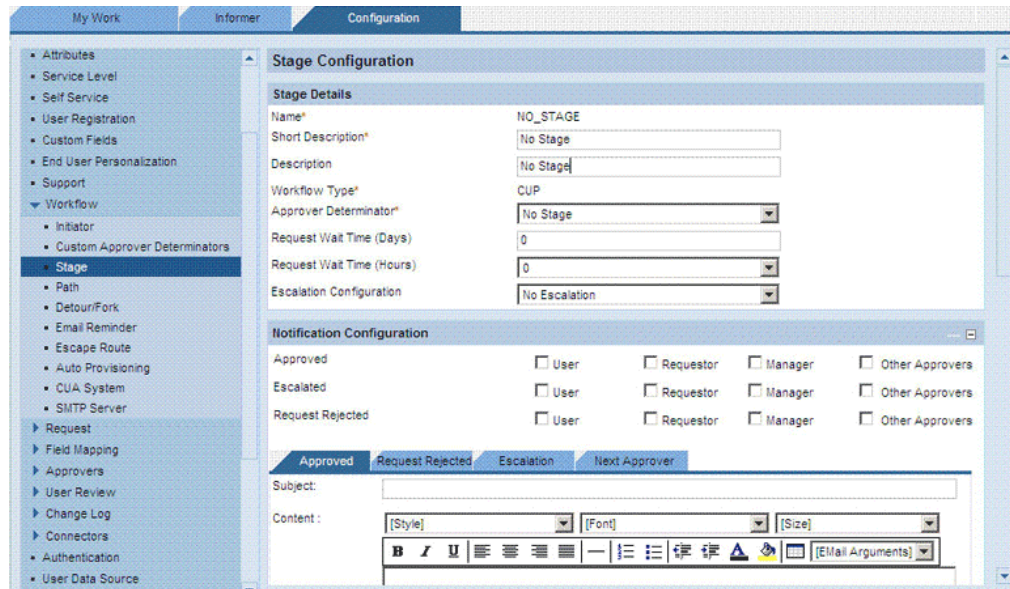 My Work
Informer
Configuration
Attributes
Service Level
Self Service
User Registration
Custom Fields
End User Personalization
Support
Workflow
Initiator
Custom Approver Determinators
Stage
Path
Detour/Fork
Email Reminder
Escape Route
Auto Provisioning
CUA System
SMTP Server
Request
Field Mapping
Approvers
User Review
Change Log
Connectors
Authentication
User Data Source
Stage Configuration
Stage Details
Name* NO_STAGE
Short Description* No Stage
Description No Stage
Workflow Type* CUP
Approver Determinator* No Stage
Request Wait Time (Days) 0
Request Wait Time (Hours) 0
Escalation Configuration No Escalation
Notification Configuration
Approved User Requestor Manager Other Approvers
Escalated User Requestor Manager Other Approvers
Request Rejected User Requestor Manager Other Approvers
Approved Request Rejected Escalation Next Approver
Subject:
Content : [Style] [Font] [Size]
B I U A [EMail Arguments]